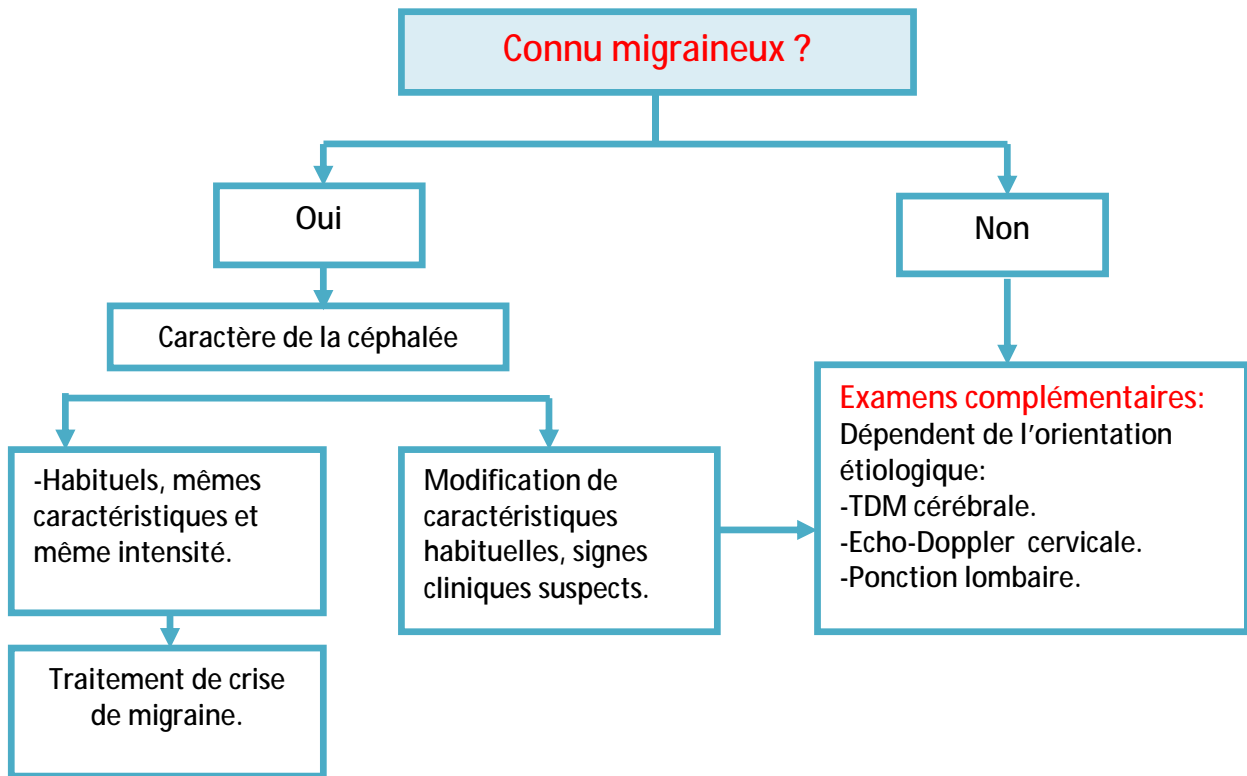 Connu migraineux ?
Oui
Non
Caractère de la céphalée
-Habituels, mêmes
caractéristiques et
même intensité.
Modification de
caractéristiques
habituelles, signes
cliniques suspects.
Examens complémentaires:
Dépendent de l’orientation
étiologique:
-TDM cérébrale.
-Echo-Doppler cervicale.
-Ponction lombaire.
Traitement de crise
de migraine.